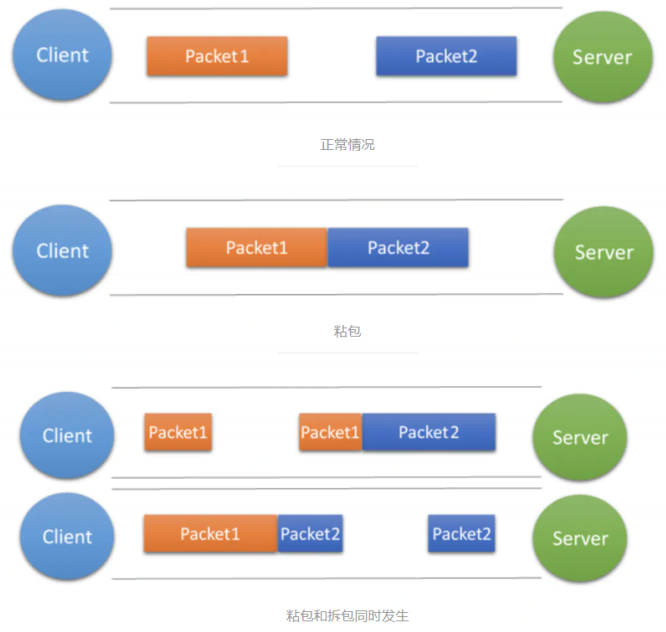 Client Packet1 Packet2 Server
正常情况
Client Packet1 Packet2 Server
粘包
Client Packet1 Packet1 Packet2 Server
Client Packet1 Packet2 Packet2 Server
粘包和拆包同时发生